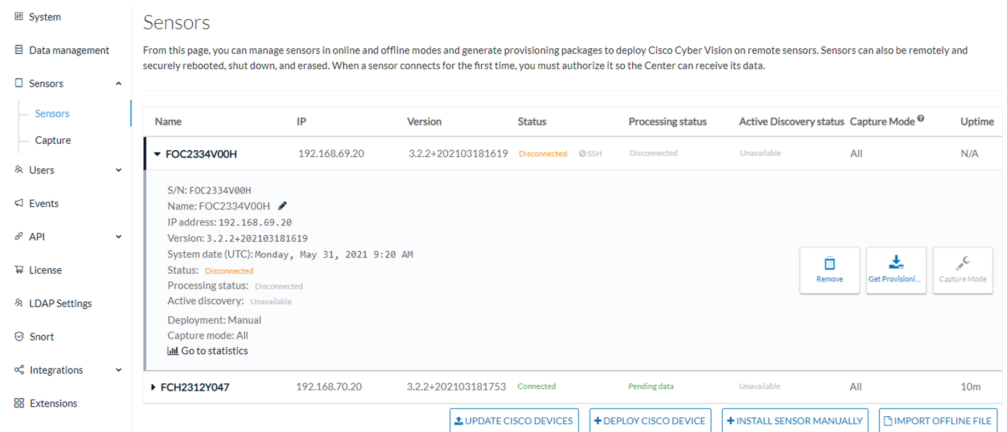 System
Data management
Sensors
Sensors
Capture
Users
Events
API
License
LDAP Settings
Snort
Integrations
Extensions
Sensors
From this page, you can manage sensors in online and offline modes and generate provisioning packages to deploy Cisco Cyber Vision on remote sensors. Sensors can also be remotely and
securely rebooted, shut down, and erased. When a sensor connects for the first time, you must authorize it so the Center can receive its data.
Name IP Version Status Processing status Active Discovery status Capture Mode Uptime
FOC2334V00H 192.168.69.20 3.2.2+202103181619 Disconnected SSH Disconnected Unavailable All N/A
S/N: FOC2334V00H
Name: FOC2334V00H
IP address: 192.168.69.20
Version: 3.2.2+202103181619
System date (UTC): Monday, May 31, 2021 9:20 AM
Status: Disconnected
Processing status: Disconnected
Active discovery: Unavailable
Deployment: Manual
Capture mode: All
Go to statistics
Remove Get Provisioni... Capture Mode
FCH2312Y047 192.168.70.20 3.2.2+202103181753 Connected Pending data Unavailable All 10m
UPDATE CISCO DEVICES +DEPLOY CISCO DEVICE +INSTALL SENSOR MANUALLY IMPORT OFFLINE FILE